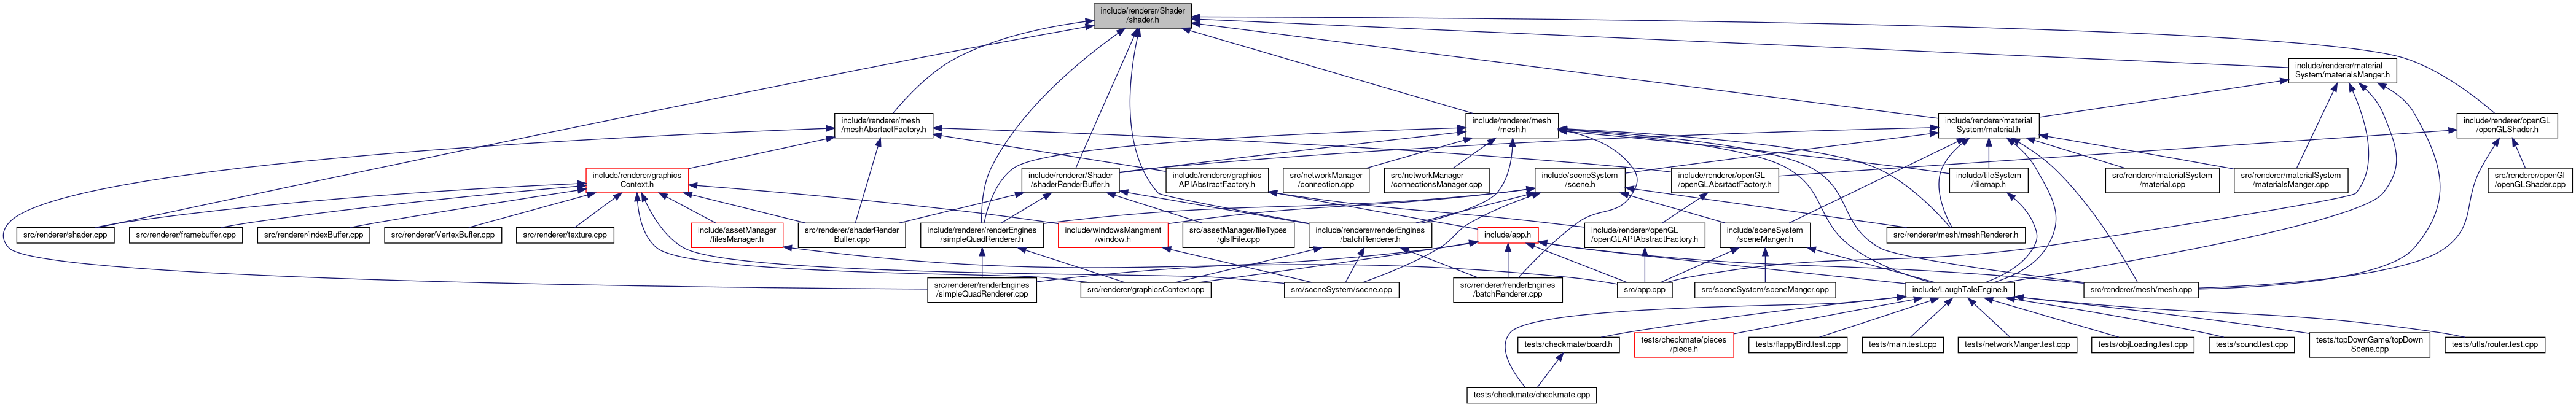 include/renderer/Shader
/shader.h
include/renderer/material
System/materialsManger.h
include/renderer/mesh
/meshAbsrtactFactory.h
include/renderer/mesh
/mesh.h
include/renderer/material
System/material.h
include/renderer/openGL
/openGLShader.h
include/renderer/graphics
Context.h
include/renderer/Shader
/shaderRenderBuffer.h
include/renderer/graphics
APIAbstractFactory.h
src/networkManager
/connection.cpp
src/networkManager
/connectionsManager.cpp
include/sceneSystem
/scene.h
include/renderer/openGL
/openGLAbsrtactFactory.h
include/tileSystem
/tilemap.h
src/renderer/materialSystem
/material.cpp
src/renderer/materialSystem
/materialsManger.cpp
src/renderer/openGl
/openGLShader.cpp
src/renderer/shader.cpp
src/renderer/framebuffer.cpp
src/renderer/indexBuffer.cpp
src/renderer/VertexBuffer.cpp
src/renderer/texture.cpp
include/assetManager
/filesManager.h
src/renderer/shaderRender
Buffer.cpp
include/renderer/renderEngines
/simpleQuadRenderer.h
include/windowsMangment
/window.h
src/assetManager/fileTypes
/glslFile.cpp
include/renderer/renderEngines
/batchRenderer.h
include/app.h
include/renderer/openGL
/openGLAPIAbstractFactory.h
include/sceneSystem
/sceneManger.h
src/renderer/mesh/meshRenderer.h
src/renderer/renderEngines
/simpleQuadRenderer.cpp
src/renderer/graphicsContext.cpp
src/sceneSystem/scene.cpp
src/renderer/renderEngines
/batchRenderer.cpp
src/app.cpp
src/sceneSystem/sceneManger.cpp
include/LaughTaleEngine.h
src/renderer/mesh/mesh.cpp
tests/checkmate/board.h
tests/checkmate/pieces
/piece.h
tests/flappyBird.test.cpp
tests/main.test.cpp
tests/networkManger.test.cpp
tests/objLoading.test.cpp
tests/sound.test.cpp
tests/topDownGame/topDown
Scene.cpp
tests/utls/router.test.cpp
tests/checkmate/checkmate.cpp